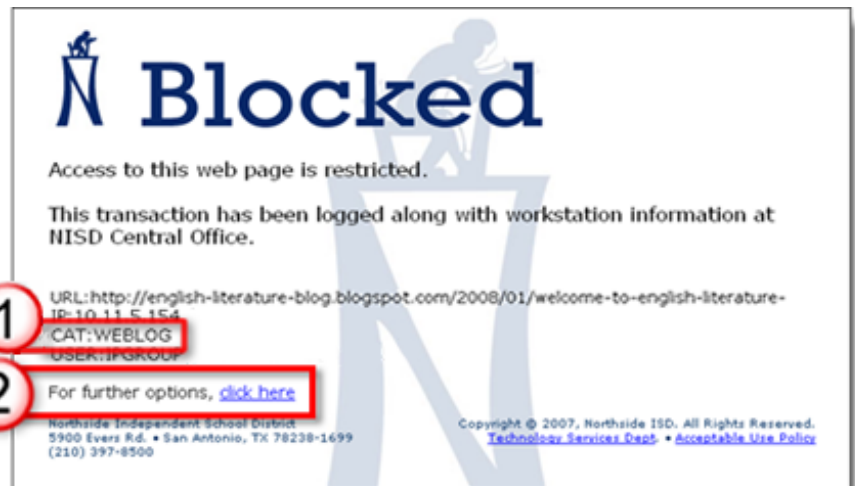 N Blocked
Access to this web page is restricted.
This transaction has been logged along with workstation information at
NISD Central Office.
URL:http://english-literature-blog.blogspot.com/2008/01/welcome-to-english-literature-
1
IP:10.11.5.154
CAT:WEBLOG
USER:IPGROUP
2
For further options, click here
Northside Independent School District
5900 Evers Rd. • San Antonio, TX 78238-1699
(210) 397-8500
Copyright © 2007, Northside ISD. All Rights Reserved.
Technology Services Dept. • Acceptable Use Policy